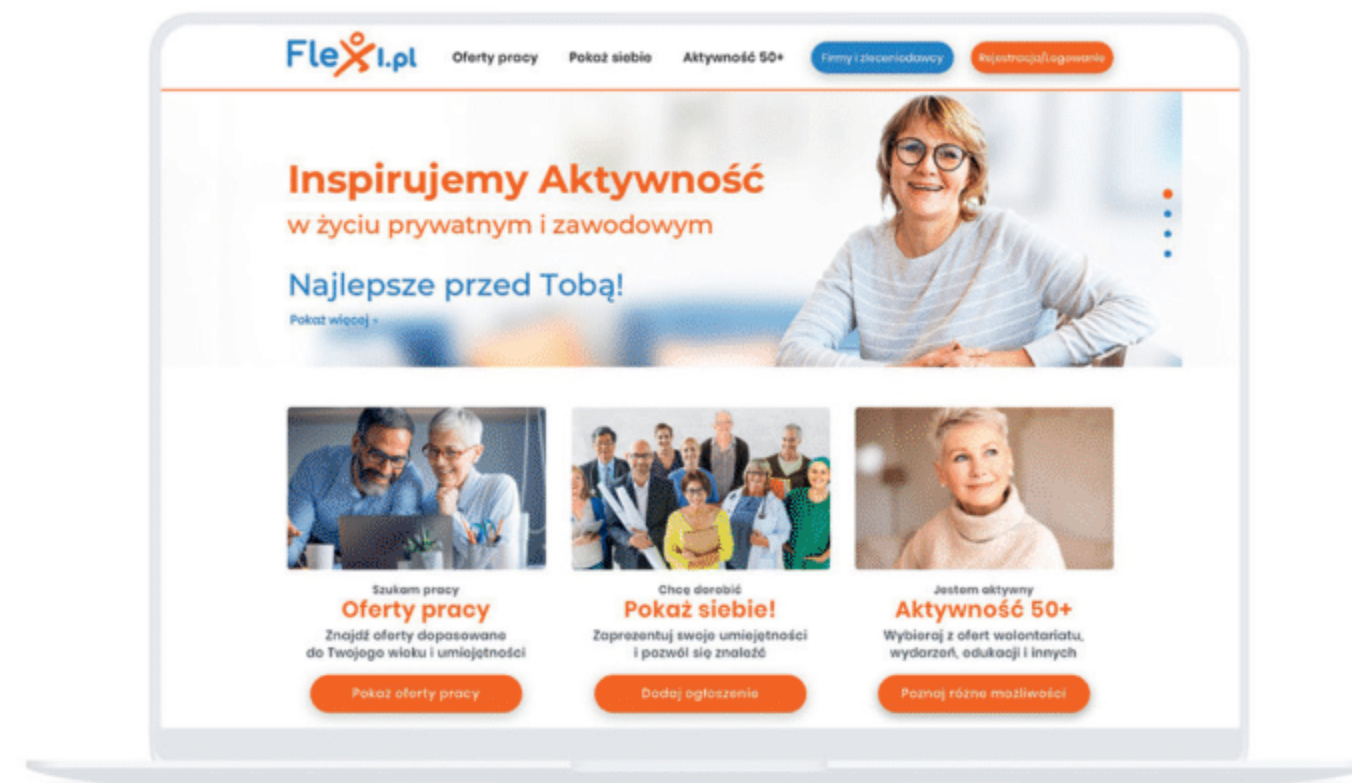 Flexi.pl
Oferty pracy
Pokaż siebie
Aktywność 50+
Firmy i zleceniodawcy
Rejestracja/Logowanie
Inspirujemy Aktywność
w życiu prywatnym i zawodowym
Najlepsze przed Tobą!
Pokaż więcej
Szukam pracy
Oferty pracy
Znajdź oferty dopasowane
do Twojego wieku i umiejętności
Pokaż oferty pracy
Chcę dorobić
Pokaż siebie!
Zaprezentuj swoje umiejętności
i pozwól się znaleźć
Dodaj ogłoszenie
Jestem aktywny
Aktywność 50+
Wybieraj z ofert wolontariatu,
wydarzeń, edukacji i innych
Poznaj różne możliwości